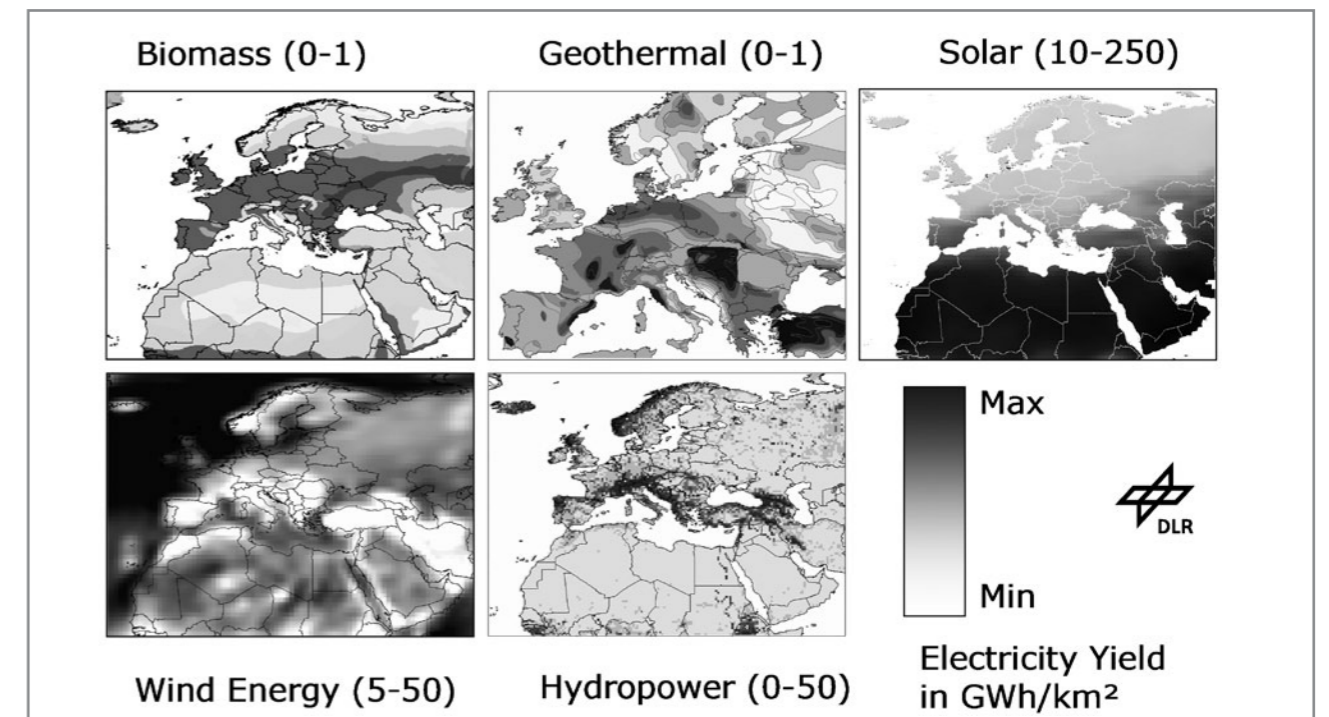 Biomass (0-1)
Geothermal (0-1)
Solar (10-250)
Max
Min
DLR
Wind Energy (5-50)
Hydropower (0-50)
Electricity Yield
in GWh/km²